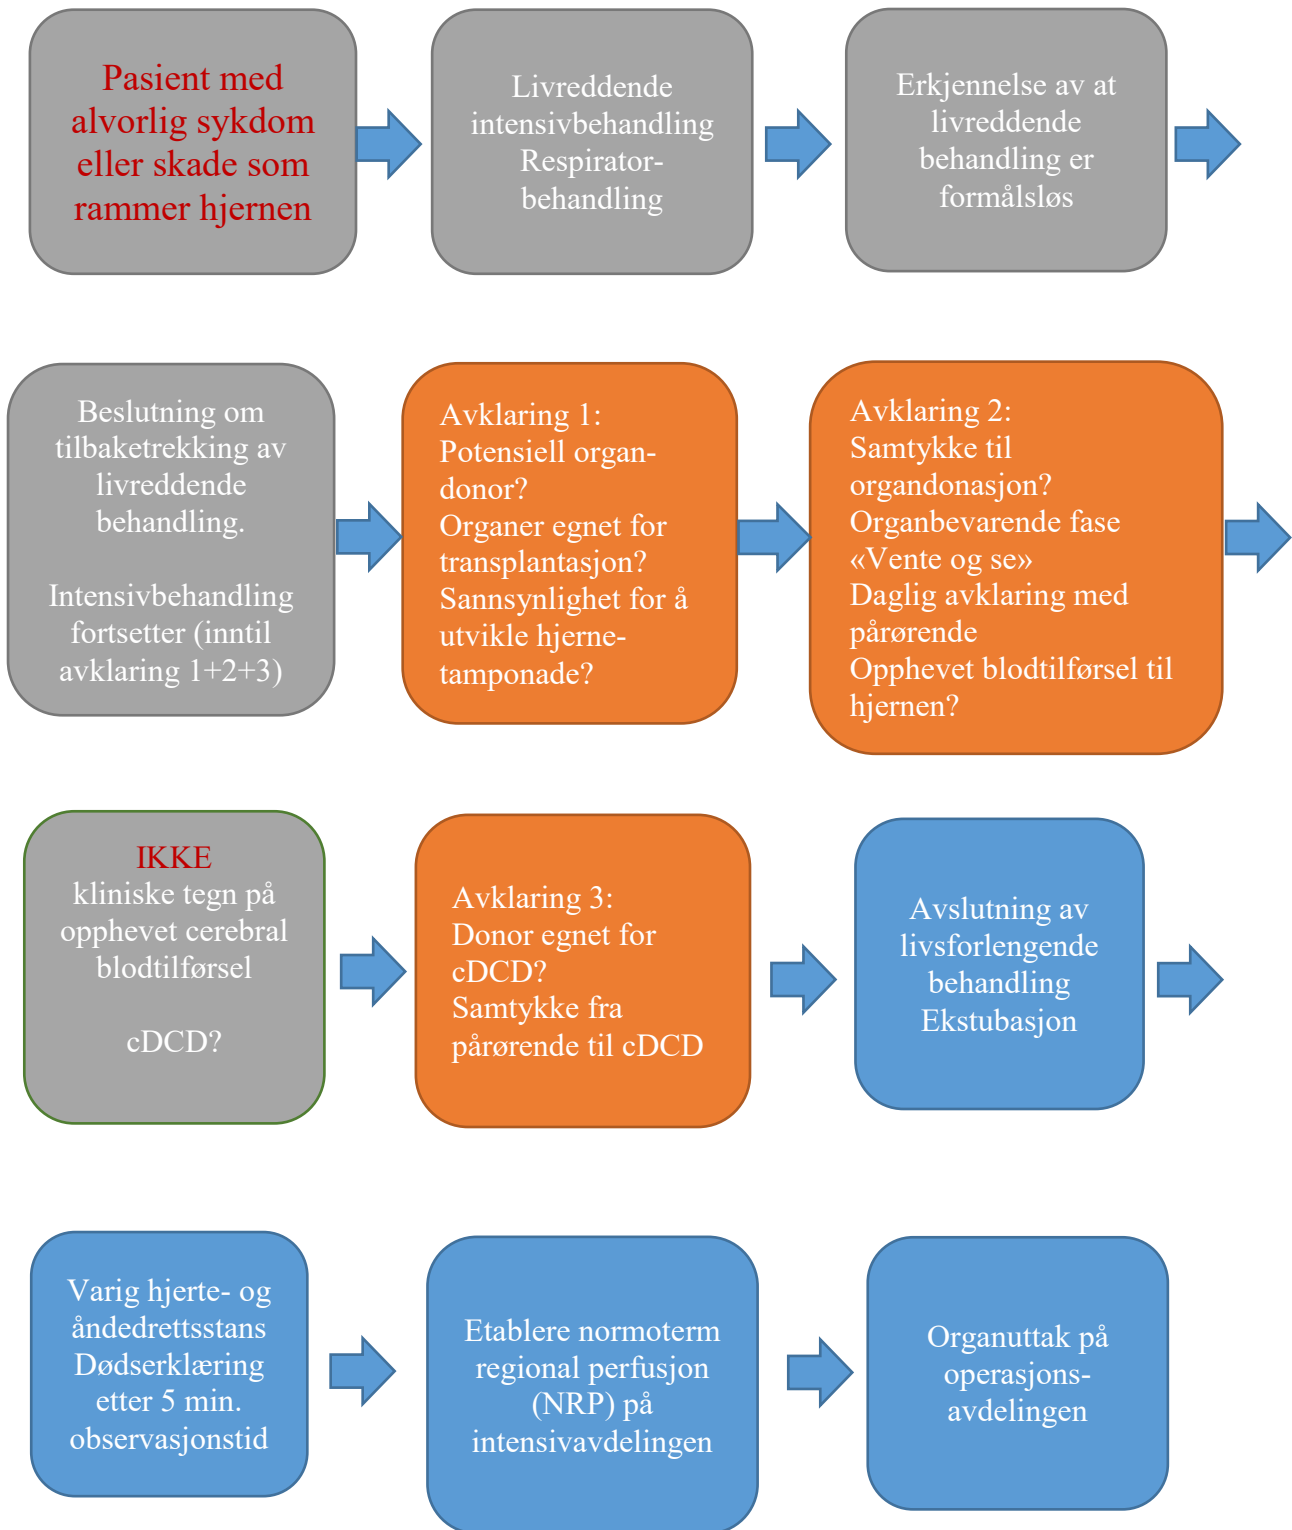 Pasient med
alvorlig sykdom
eller skade som
rammer hjernen
Livreddende
intensivbehandling
Respirator-
behandling
Erkjennelse av at
livreddende
behandling er
formålsløs
Beslutning om
tilbaketrekking av
livreddende
behandling.
Intensivbehandling
fortsetter (inntil
avklaring 1+2+3)
Avklaring 1:
Potensiell organ-
donor?
Organer egnet for
transplantasjon?
Sannsynlighet for å
utvikle hjerne-
tamponade?
Avklaring 2:
Samtykke til
organdonasjon?
Organbevarende fase
«Vente og se»
Daglig avklaring med
pårørende
Opphevet blodtilførsel til
hjernen?
IKKE
kliniske tegn på
opphevet cerebral
blodtilførsel
cDCD?
Avklaring 3:
Donor egnet for
cDCD?
Samtykke fra
pårørende til cDCD
Avslutning av
livsforlengende
behandling
Ekstubasjon
Varig hjerte- og
åndedrettsstans
Dødserklæring
etter 5 min.
observasjonstid
Etablere normoterm
regional perfusjon
(NRP) på
intensivavdelingen
Organuttak på
operasjons-
avdelingen